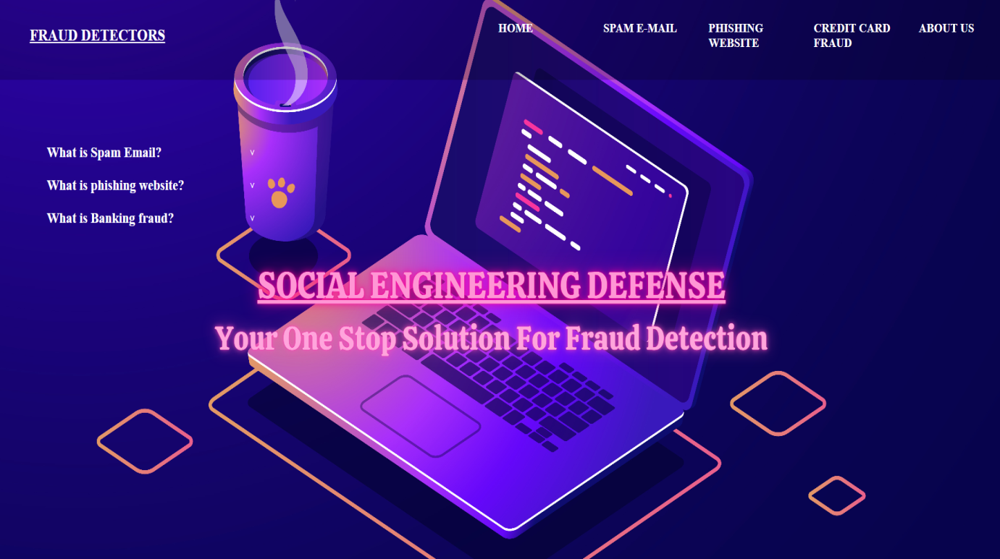 FRAUD DETECTORS
HOME
SPAM E-MAIL
PHISHING
WEBSITE
CREDIT CARD
FRAUD
ABOUT US
What is Spam Email?
What is phishing website?
What is Banking fraud?
SOCIAL ENGINEERING DEFENSE
Your One Stop Solution For Fraud Detection